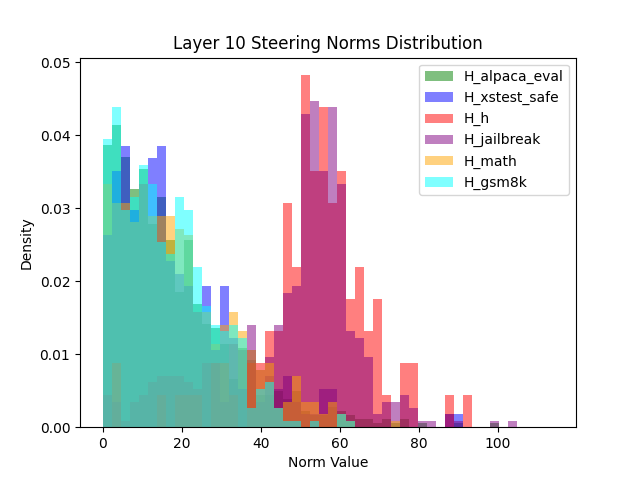 Layer 10 Steering Norms Distribution
0.05
0.04
0.03
0.02
0.01
0.00
Density
H_alpaca_eval
H_xstest_safe
H_h
H_jailbreak
H_math
H_gsm8k
0 20 40 60 80 100
Norm Value